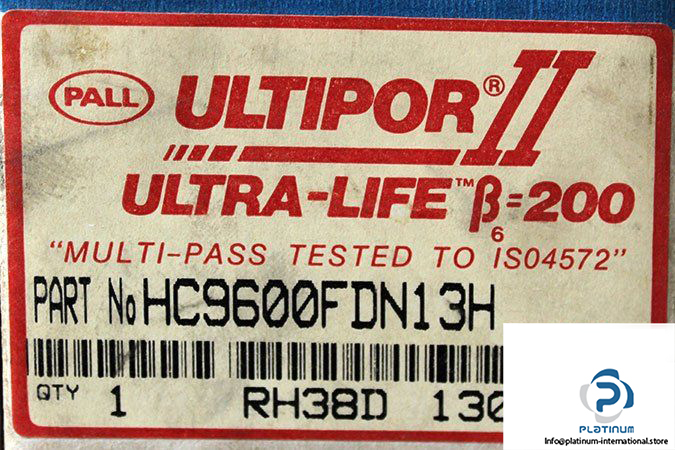 PALL
ULTIPOR® II
ULTRA-LIFE™ β6=200
"MULTI-PASS TESTED TO ISO4572"
PART No HC9600FDN13H
QTY 1 RH38D 130
PLATINUM
Info@platinum-international.store